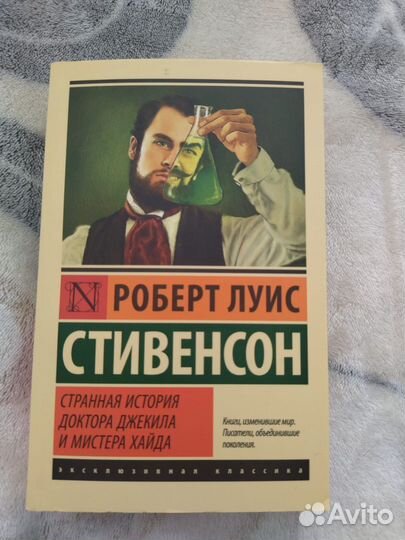 N
РОБЕРТ ЛУИС
СТИВЕНСОН
СТРАННАЯ ИСТОРИЯ
ДОКТОРА ДЖЕКИЛА
И МИСТЕРА ХАЙДА
Книги, изменившие мир.
Писатели, объединившие
поколения.
эксклюзивная классика
Avito